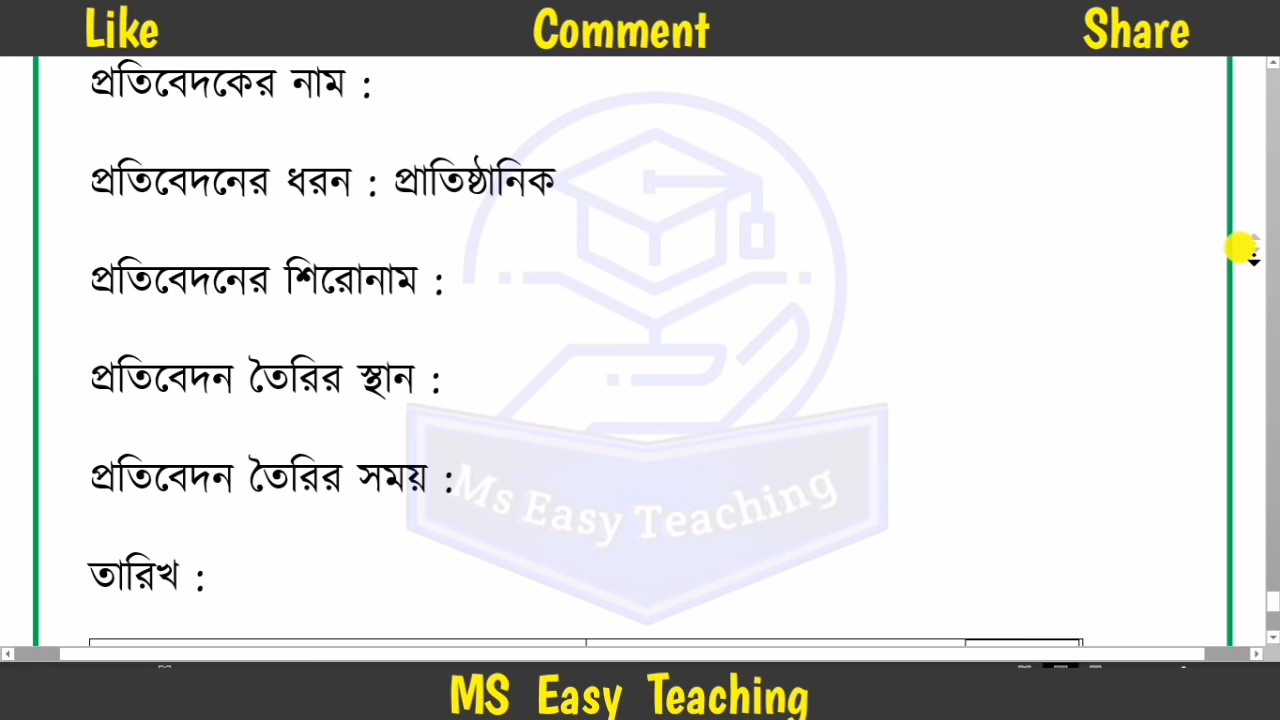 Like Comment Share
প্রতিবেদকের নাম :
প্রতিবেদনের ধরন : প্রাতিষ্ঠানিক
প্রতিবেদনের শিরোনাম :
প্রতিবেদন তৈরির স্থান :
প্রতিবেদন তৈরির সময় :
Ms Easy Teaching
তারিখ :
MS Easy Teaching